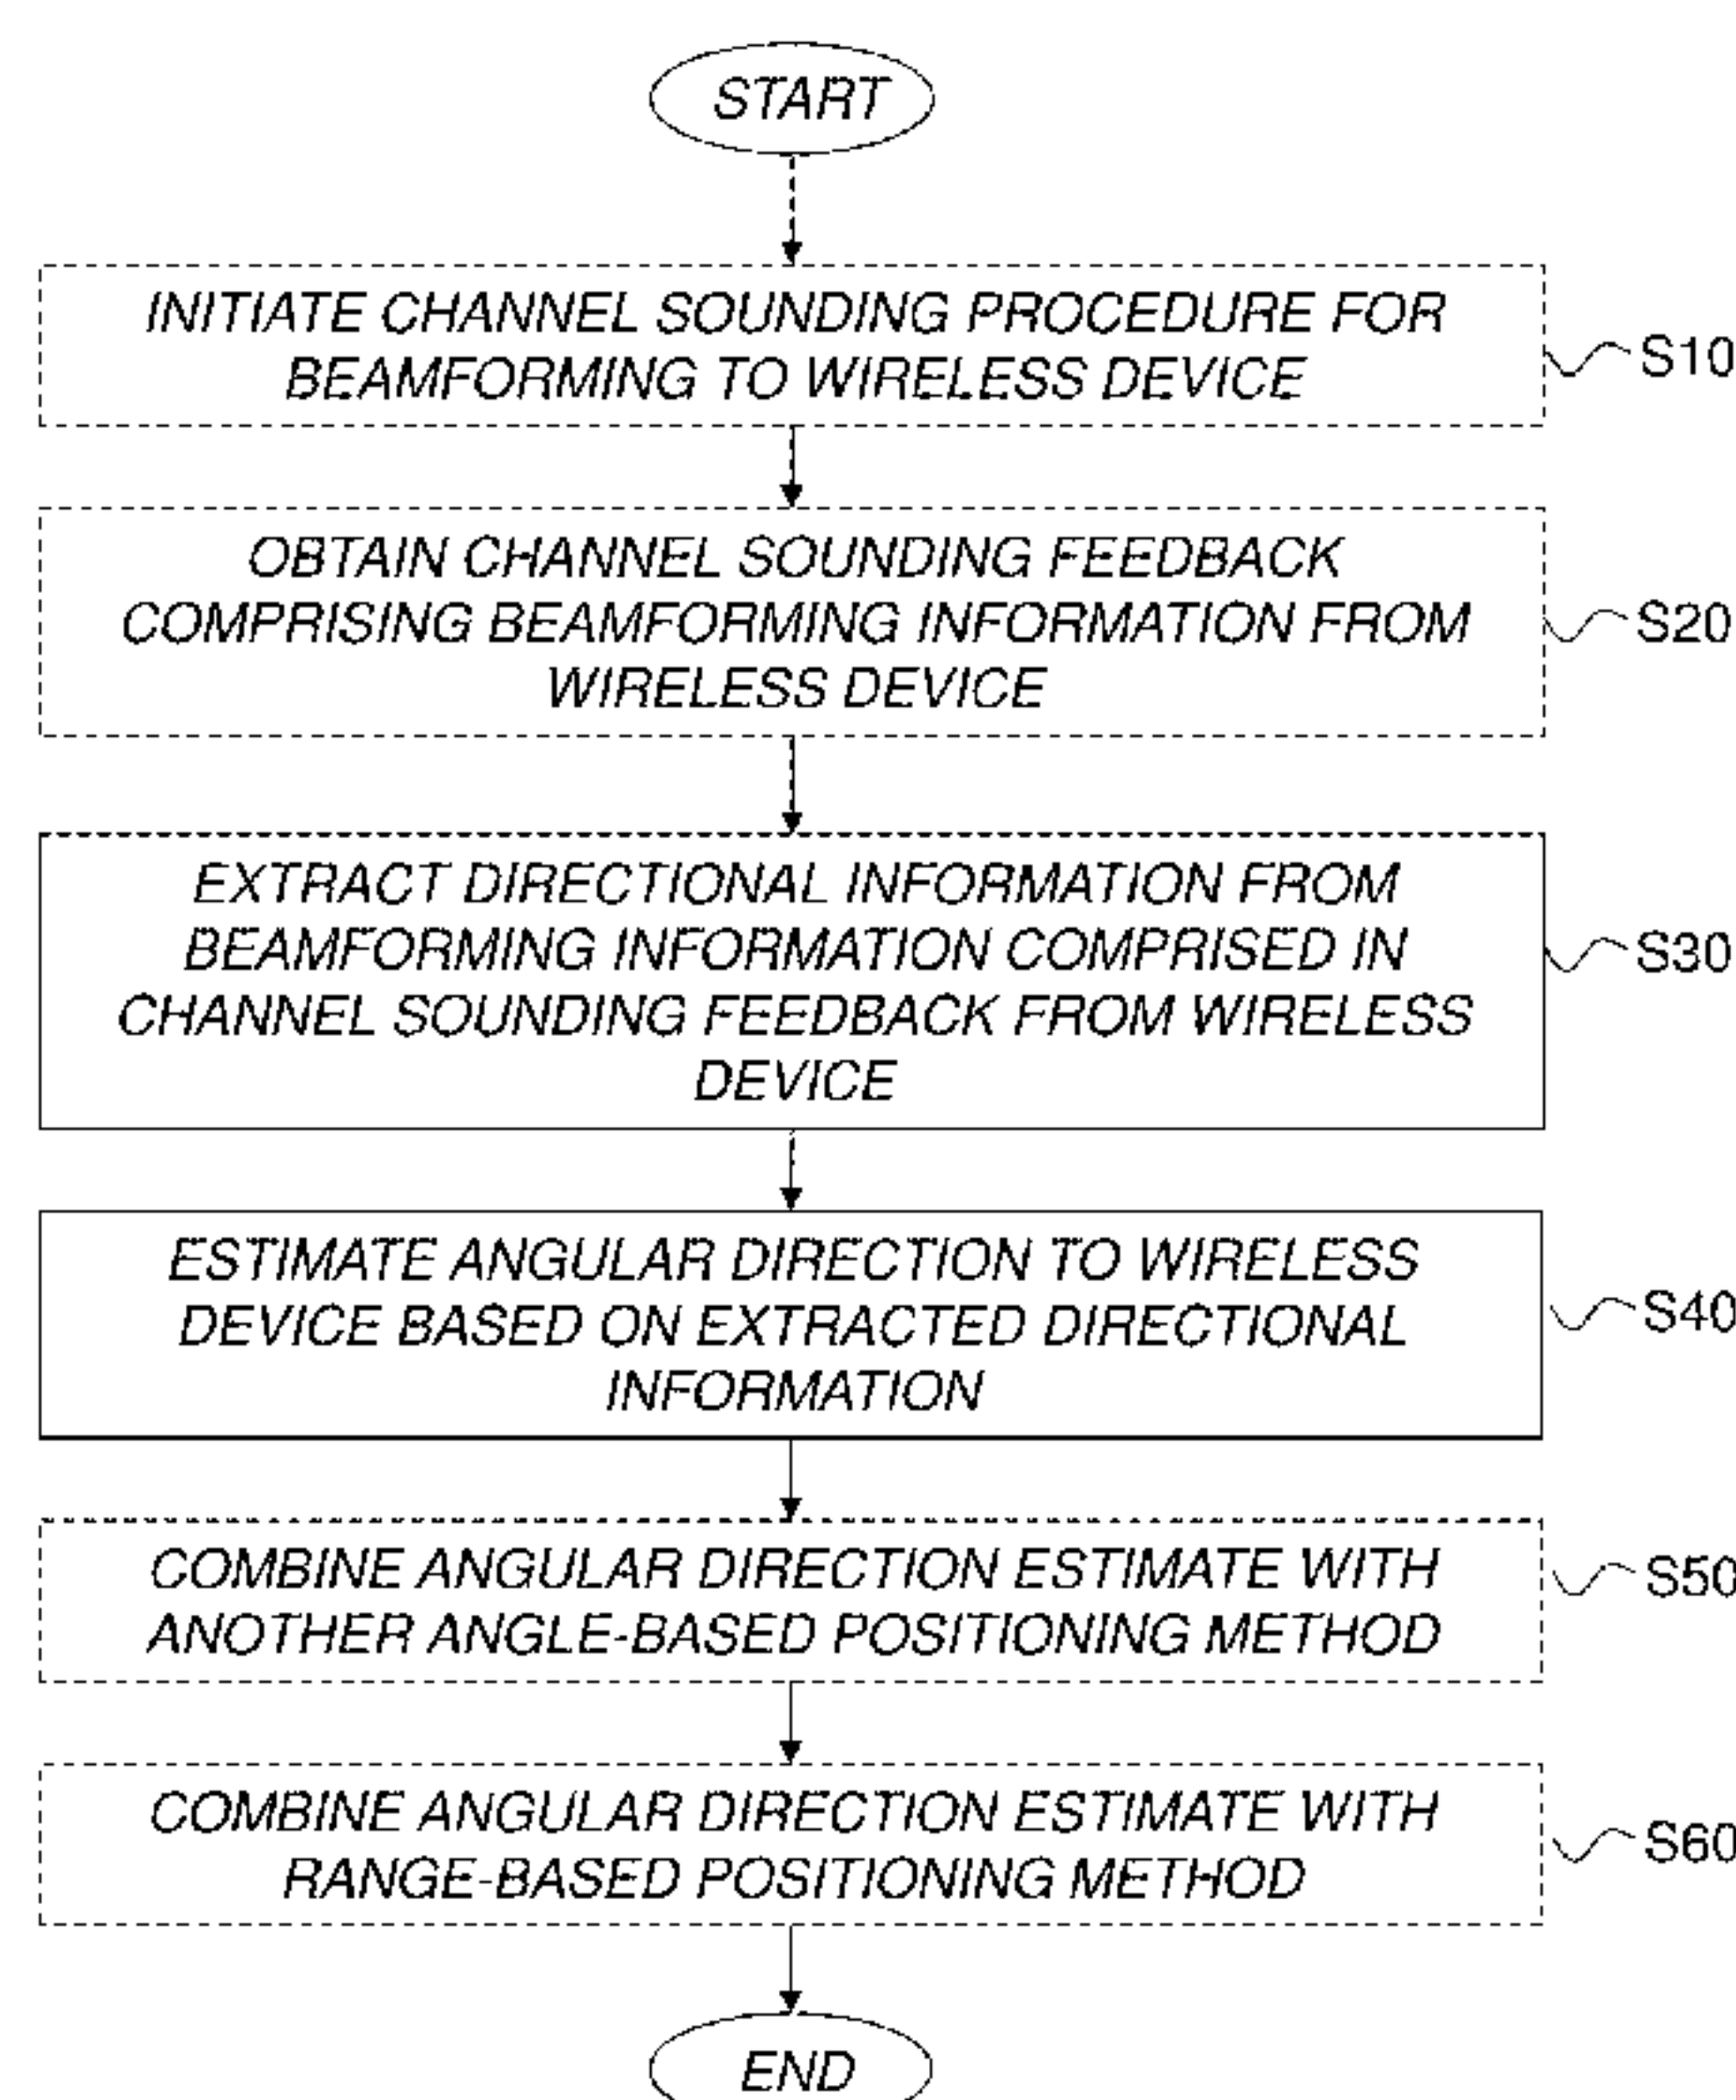 START
INITIATE CHANNEL SOUNDING PROCEDURE FOR
BEAMFORMING TO WIRELESS DEVICE
S10
OBTAIN CHANNEL SOUNDING FEEDBACK
COMPRISING BEAMFORMING INFORMATION FROM
WIRELESS DEVICE
S20
EXTRACT DIRECTIONAL INFORMATION FROM
BEAMFORMING INFORMATION COMPRISED IN
CHANNEL SOUNDING FEEDBACK FROM WIRELESS
DEVICE
S30
ESTIMATE ANGULAR DIRECTION TO WIRELESS
DEVICE BASED ON EXTRACTED DIRECTIONAL
INFORMATION
S40
COMBINE ANGULAR DIRECTION ESTIMATE WITH
ANOTHER ANGLE-BASED POSITIONING METHOD
S50
COMBINE ANGULAR DIRECTION ESTIMATE WITH
RANGE-BASED POSITIONING METHOD
S60
END